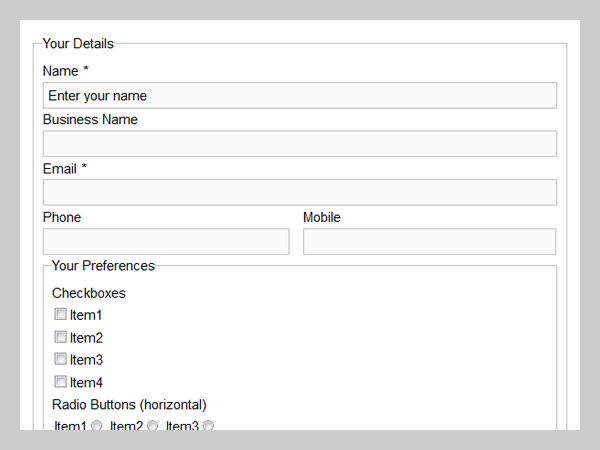 Your Details
Name *
Enter your name
Business Name
Email *
Phone Mobile
Your Preferences
Checkboxes
Item1
Item2
Item3
Item4
Radio Buttons (horizontal)
Item1 Item2 Item3